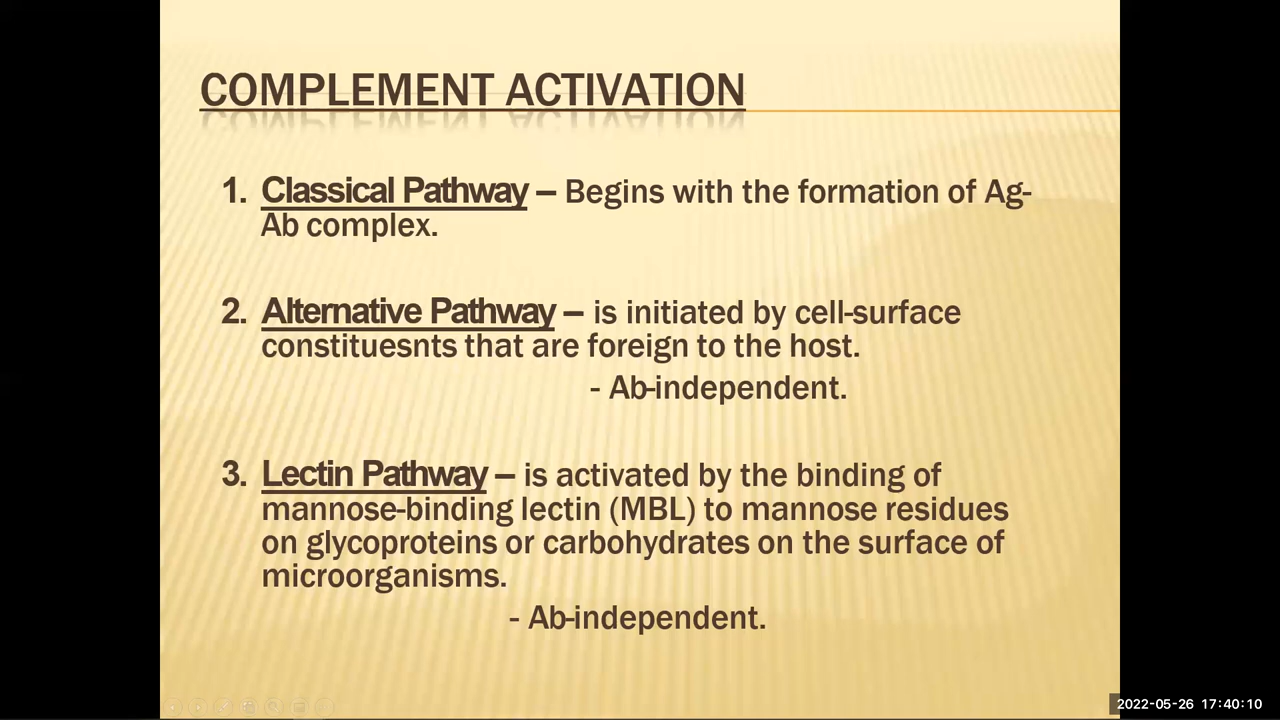 COMPLEMENT ACTIVATION
1. Classical Pathway – Begins with the formation of Ag-
Ab complex.
2. Alternative Pathway – is initiated by cell-surface
constituesnts that are foreign to the host.
- Ab-independent.
3. Lectin Pathway – is activated by the binding of
mannose-binding lectin (MBL) to mannose residues
on glycoproteins or carbohydrates on the surface of
microorganisms.
- Ab-independent.
2022-05-26 17:40:10